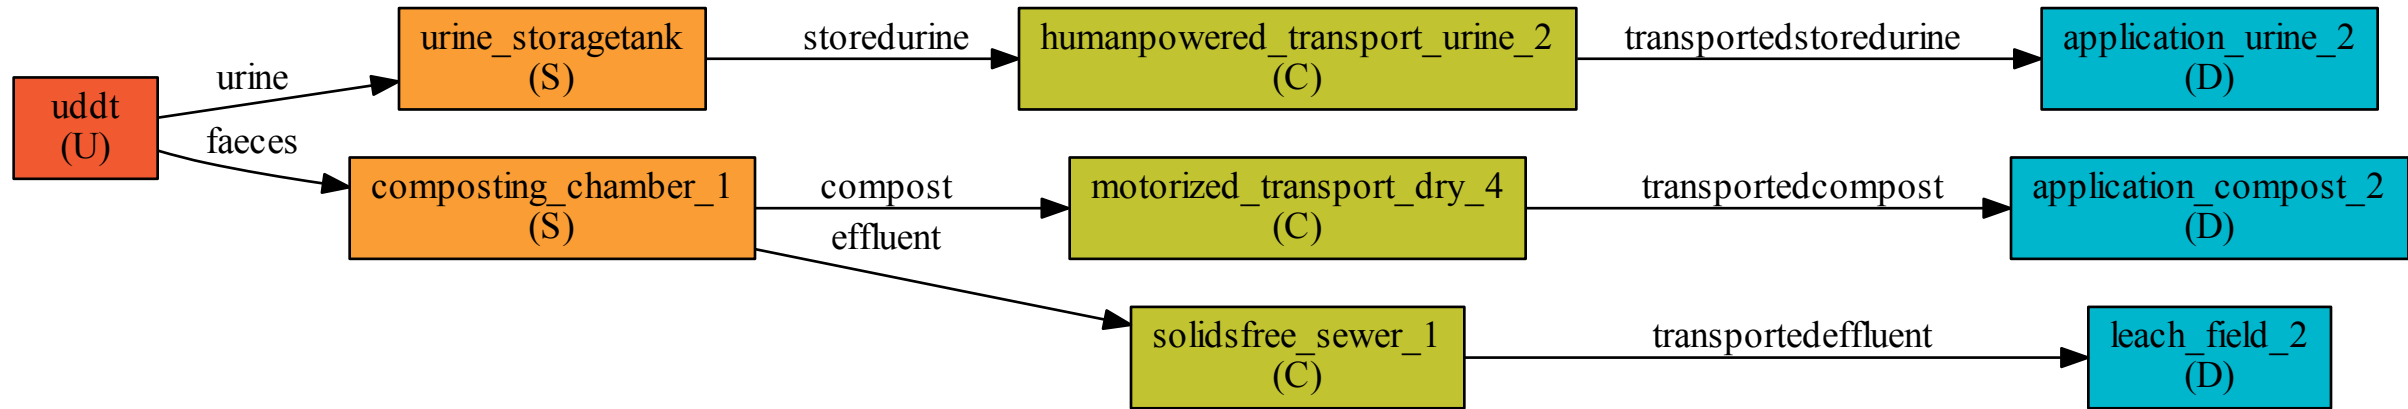 uddt
(U)
urine
faeces
urine_storagetank
(S)
storedurine
humanpowered_transport_urine_2
(C)
transportedstoredurine
application_urine_2
(D)
composting_chamber_1
(S)
compost
motorized_transport_dry_4
(C)
transportedcompost
application_compost_2
(D)
effluent
solidsfree_sewer_1
(C)
transportedeffluent
leach_field_2
(D)